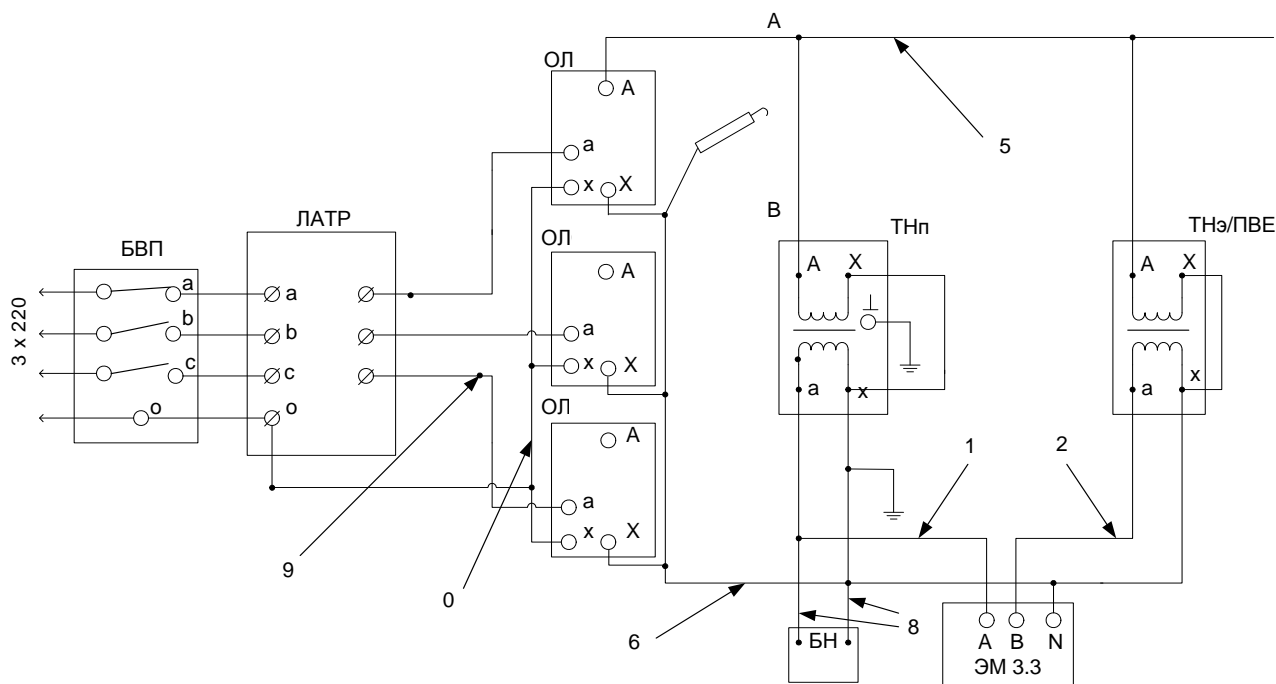 А
ОЛ
А
а
х Х
5
В
ЛАТР
ТНп
ТНэ/ПВЕ
БВП
ОЛ
А
А Х
А Х
3 х 220
а
а
b
b
а
с
с
х Х
о
о
ОЛ
а х
а х
А
1
2
а
х Х
9
0
6
8
БН
А В N
ЭМ 3.3